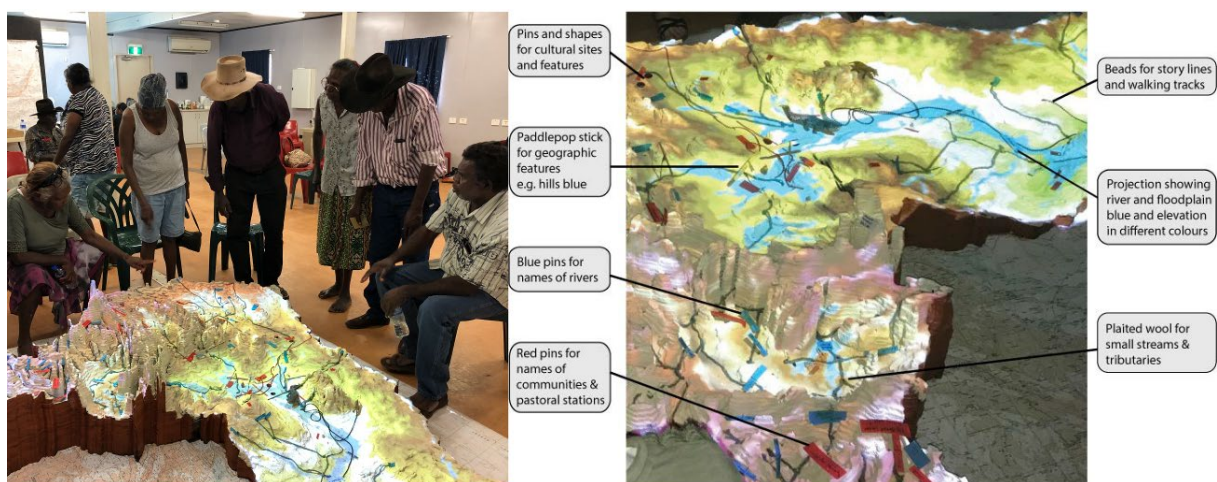 Pins and shapes
for cultural sites
and features
Paddlepop stick
for geographic
features
e.g. hills blue
Blue pins for
names of rivers
Red pins for
names of
communities &
pastoral stations
Beads for story lines
and walking tracks
Projection showing
river and floodplain
blue and elevation
in different colours
Plaited wool for
small streams &
tributaries